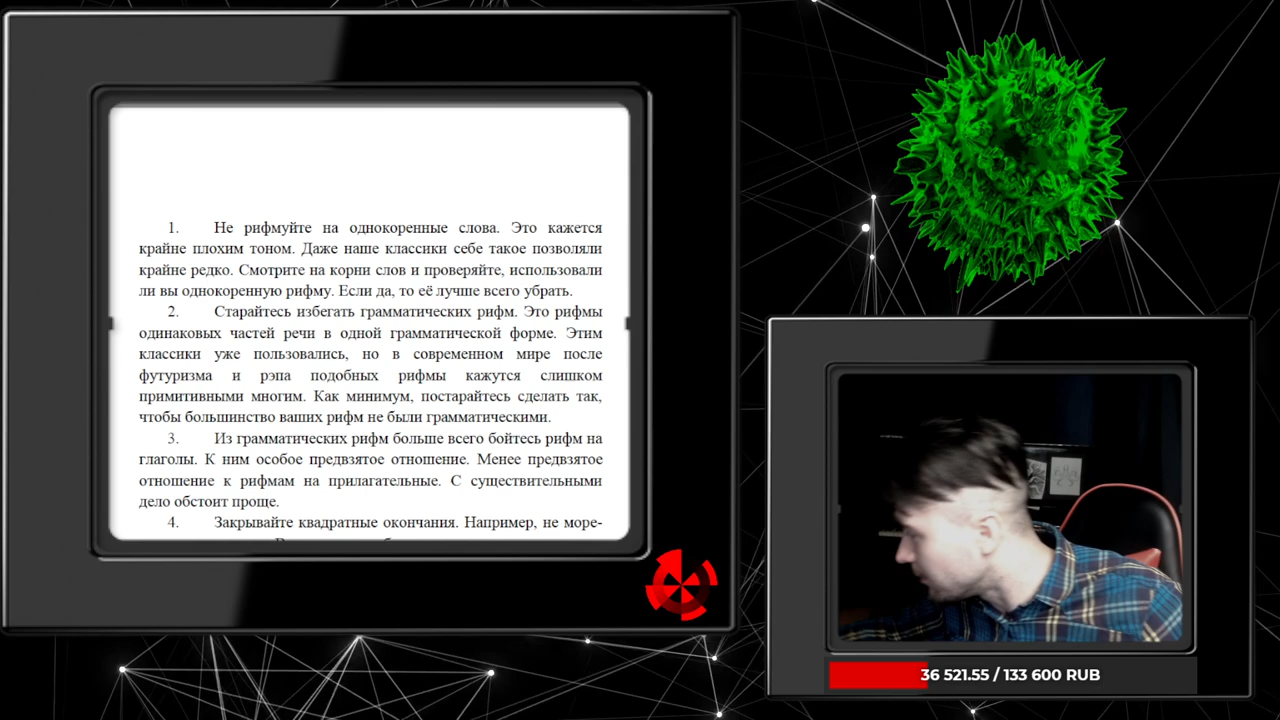 1. Не рифмуйте на однокоренные слова. Это кажется
крайне плохим тоном. Даже наше классики себе такое позволяли
крайне редко. Смотрите на корни слов и проверяйте, использовали
ли вы однокоренную рифму. Если да, то её лучше всего убрать.
2. Старайтесь избегать грамматических рифм. Это рифмы
одинаковых частей речи в одной грамматической форме. Этим
классики уже пользовались, но в современном мире после
футуризма и рэпа подобных рифмы кажутся слишком
примитивными многим. Как минимум, постарайтесь сделать так,
чтобы большинство ваших рифм не были грамматическими.
3. Из грамматических рифм больше всего бойтесь рифм на
глаголы. К ним особое предвзятое отношение. Менее предвзятое
отношение к рифмам на прилагательные. С существительными
дело обстоит проще.
4. Закрывайте квадратные окончания. Например, не море-
36 521.55 / 133 600 RUB